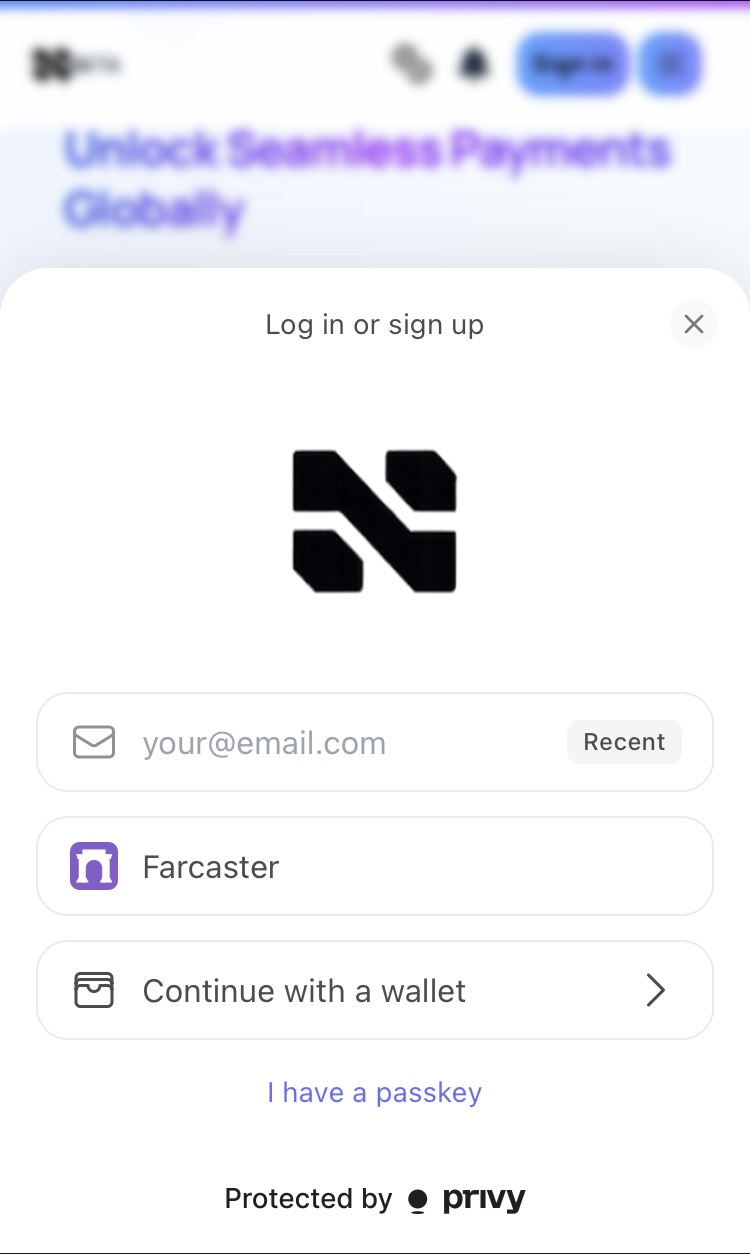 BETA
Sign in
Unlock Seamless Payments
Globally
Log in or sign up
your@email.com
Recent
Farcaster
Continue with a wallet
I have a passkey
Protected by privy